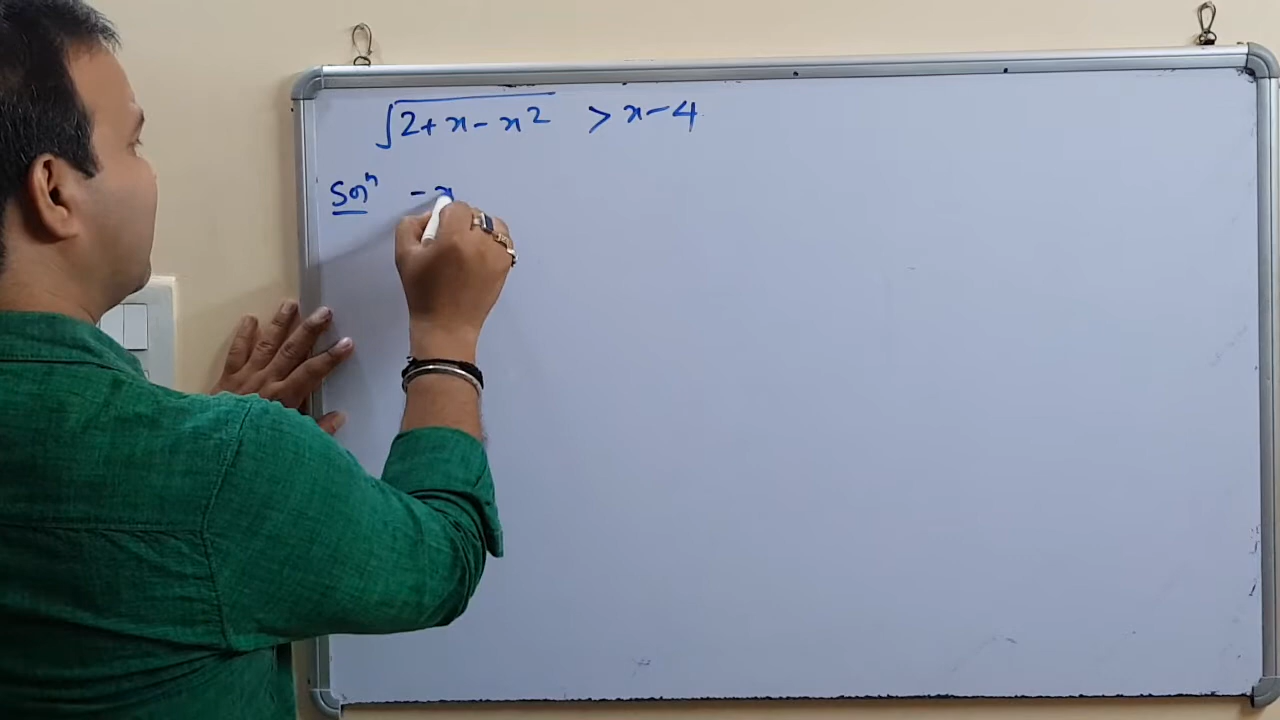 √2+x-x² > x-4
Solⁿ -x